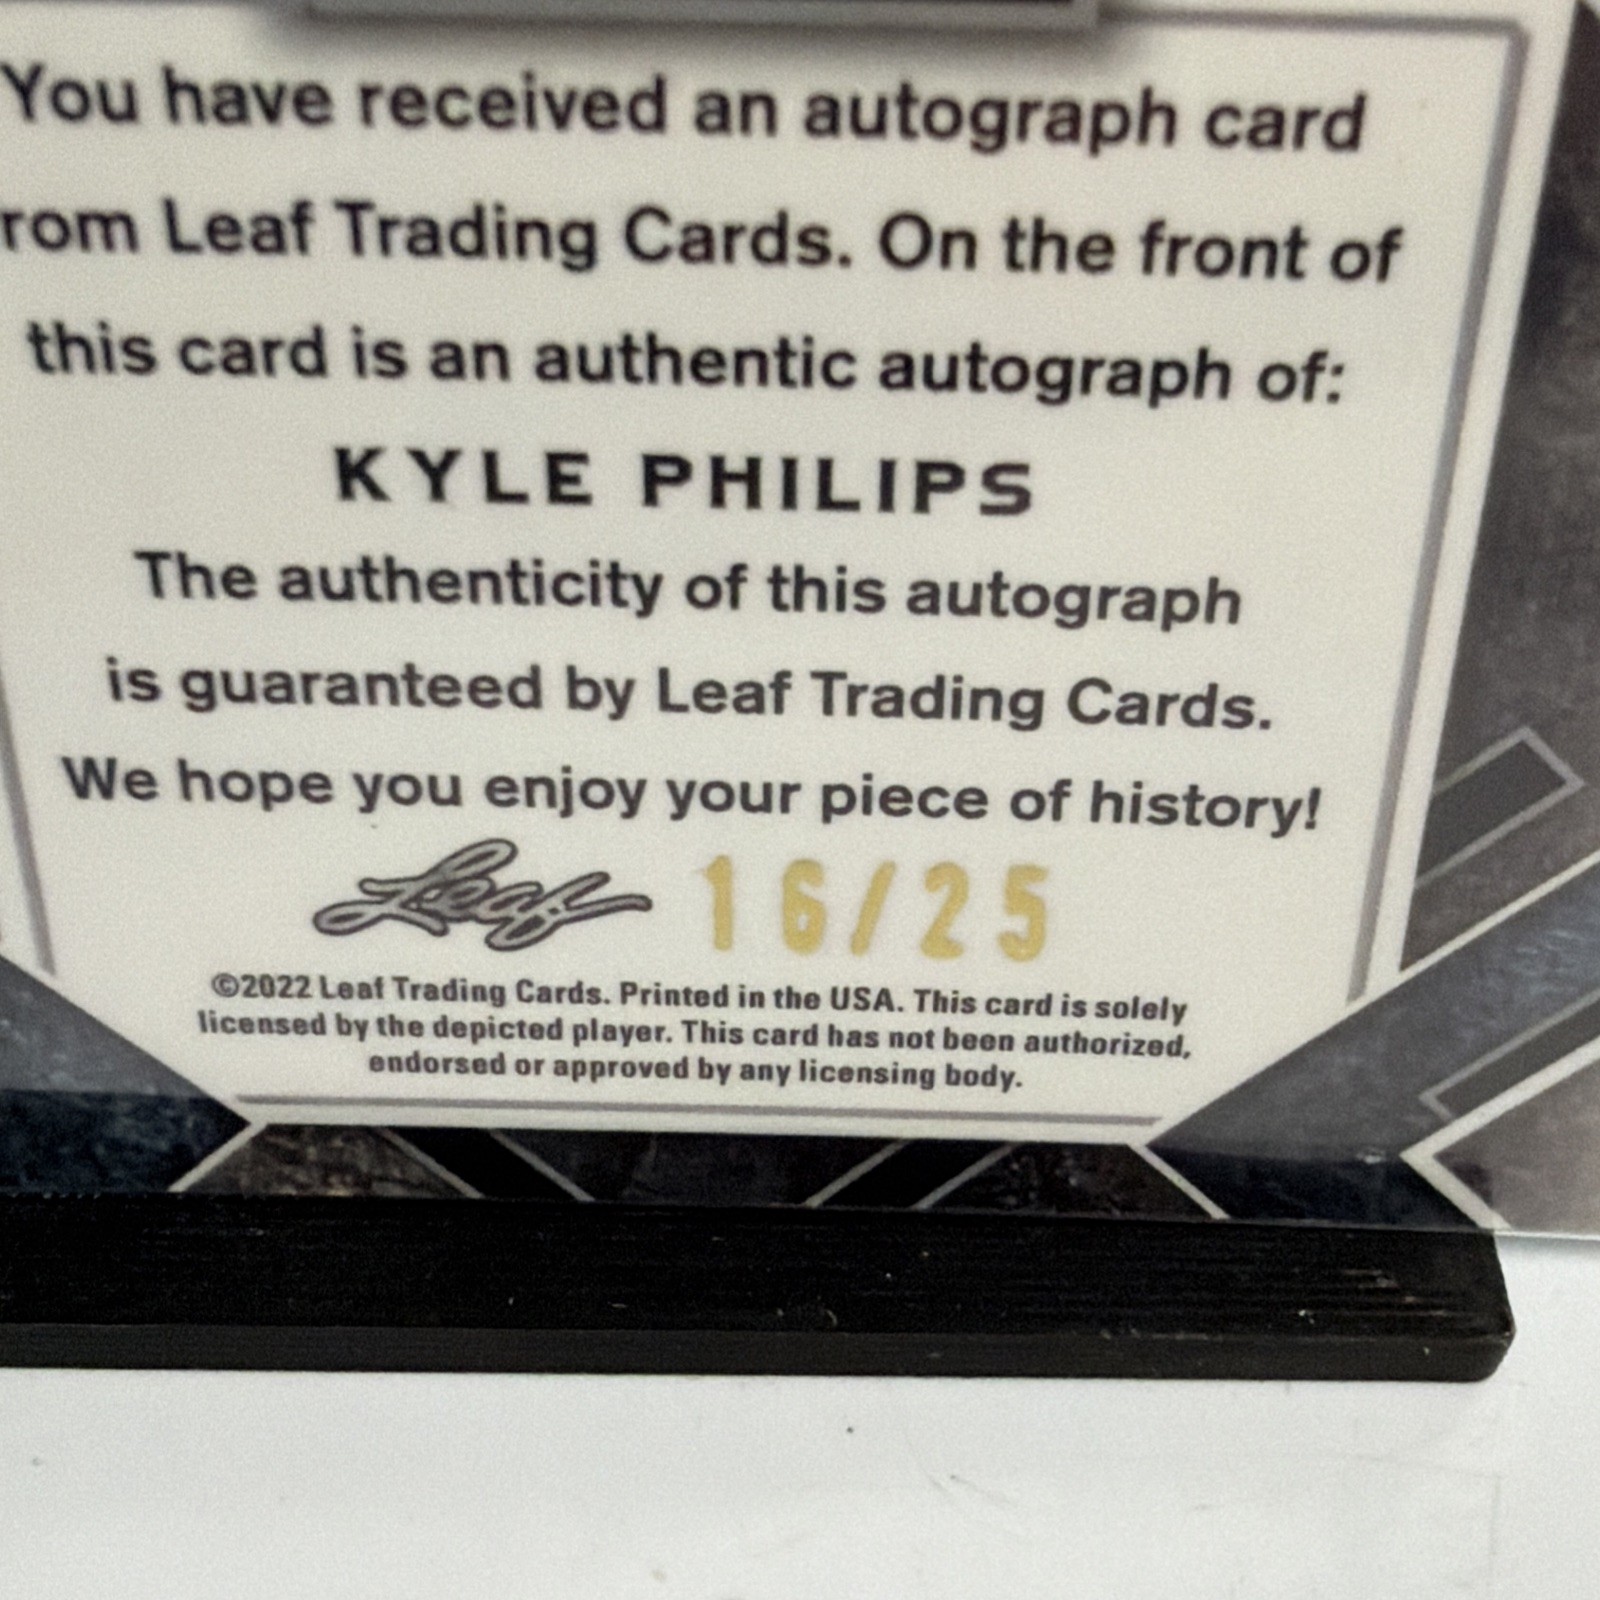 You have received an autograph card
rom Leaf Trading Cards. On the front of
this card is an authentic autograph of:
KYLE PHILIPS
The authenticity of this autograph
is guaranteed by Leaf Trading Cards.
We hope you enjoy your piece of history!
Leaf 16/25
©2022 Leaf Trading Cards. Printed in the USA. This card is solely
licensed by the depicted player. This card has not been authorized,
endorsed or approved by any licensing body.